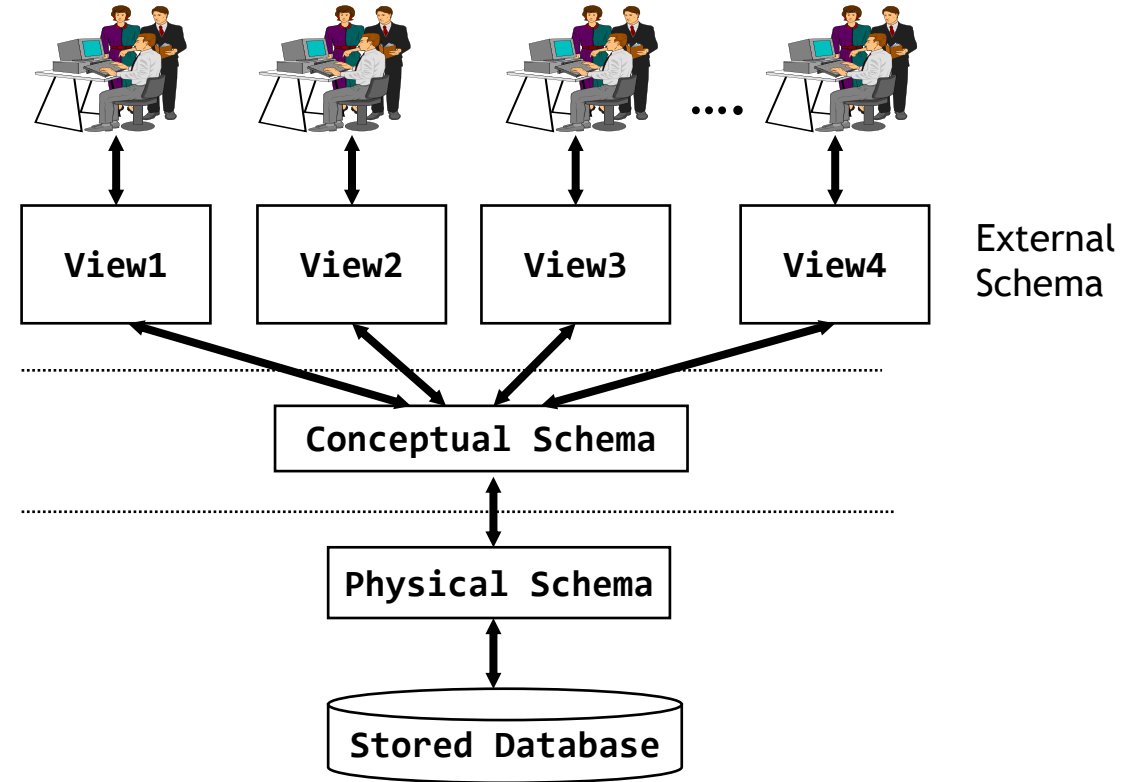 ....
View1
View2
View3
View4
External
Schema
Conceptual Schema
Physical Schema
Stored Database